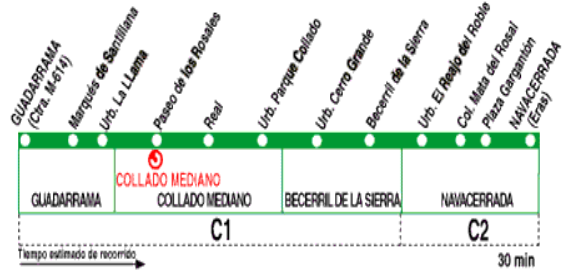 GUADARRAMA
(Ctra. M-614)
Marqués de Santillana
Urb. La LLama
Paseo de los Rosales
Real
Urb. Parque Collado
Urb. Cerro Grande
Becerril de la Sierra
Urb. El Reajo del Roble
Col. Mata del Rosal
Plaza Gargantón
NAVACERRADA
(Eras)
COLLADO MEDIANO
GUADARRAMA
COLLADO MEDIANO
BECERRIL DE LA SIERRA
NAVACERRADA
C1
C2
Tiempo estimado de recorrido
30 min